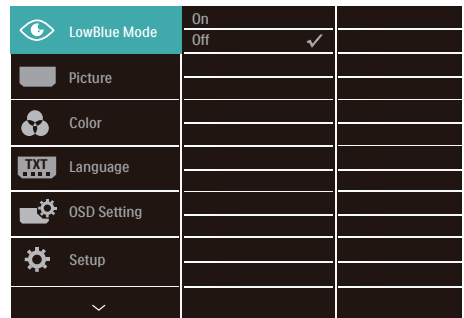 LowBlue Mode
On
Off
Picture
Color
TXT
Language
OSD Setting
Setup